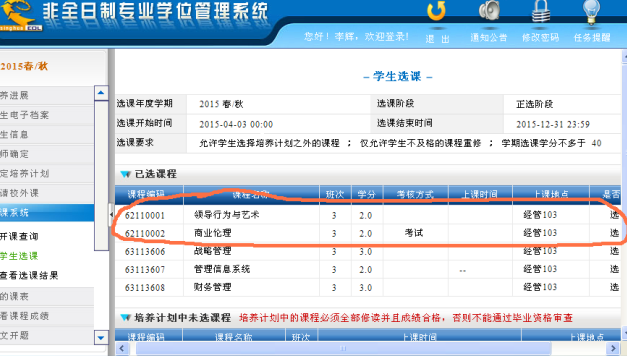 非全日制专业学位管理系统
您好！李辉，欢迎登录！ 退 出 通知公告 修改密码 任务提醒
2015春/秋
养进展
生电子档案
生信息
师确定
定培养计划
请校外课
课系统
开课查询
学生选课
查看选课结果
的课表
看课程成绩
文开题
– 学生选课 –
选课年度学期 2015 春/秋 选课阶段 正选阶段
选课开始时间 2015-04-03 00:00 选课结束时间 2015-12-31 23:59
选课要求 允许学生选择培养计划之外的课程 ； 仅允许学生不及格的课程重修 ； 学期选课学分不多于 40
已选课程
课程编码 课程名称 班次 学分 考核方式 上课时间 上课地点 是否
62110001 领导行为与艺术 3 2.0 经管103 选
62110002 商业伦理 3 2.0 考试 经管103 选
63113606 战略管理 3 2.0 经管103 选
63113607 管理信息系统 3 3.0 -- 经管103 选
63113608 财务管理 3 3.0 经管103 选
培养计划中未选课程 培养计划中的课程必须全部修读并且成绩合格，否则不能通过毕业资格审查
课程编码 课程名称 班次 上课时间 上课地点